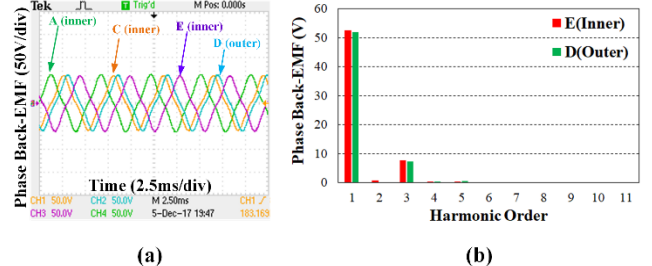 Tek Trig'd M Pos: 0.000s
A (inner)
C (inner)
E (inner)
D (outer)
Phase Back-EMF (50V/div)
Time (2.5ms/div)
CH1 50.0V CH2 50.0V M 2.50ms CH1
CH3 50.0V CH4 50.0V 5-Dec-17 19:47 183.169
(a)
Phase Back-EMF (V)
60
50
40
30
20
10
0
E(Inner)
D(Outer)
1 2 3 4 5 6 7 8 9 10 11
Harmonic Order
(b)